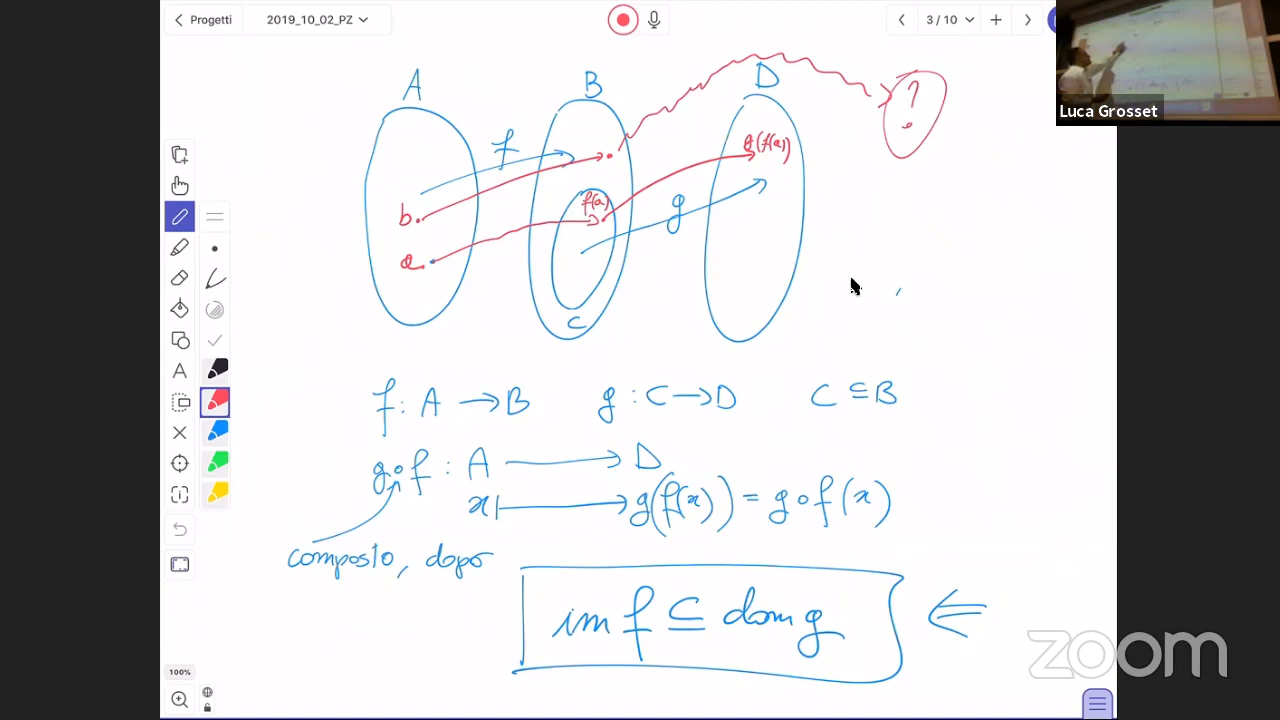 Progetti 2019_10_02_PZ 3 / 10
Luca Grosset
A B D ?
f
g(f(a))
b f(a) g
a
C
f : A → B g : C → D C ⊆ B
g∘f : A → D
x ↦ g(f(x)) = g∘f(x)
composto, dopo
im f ⊆ dom g ⇐
zoom
100%